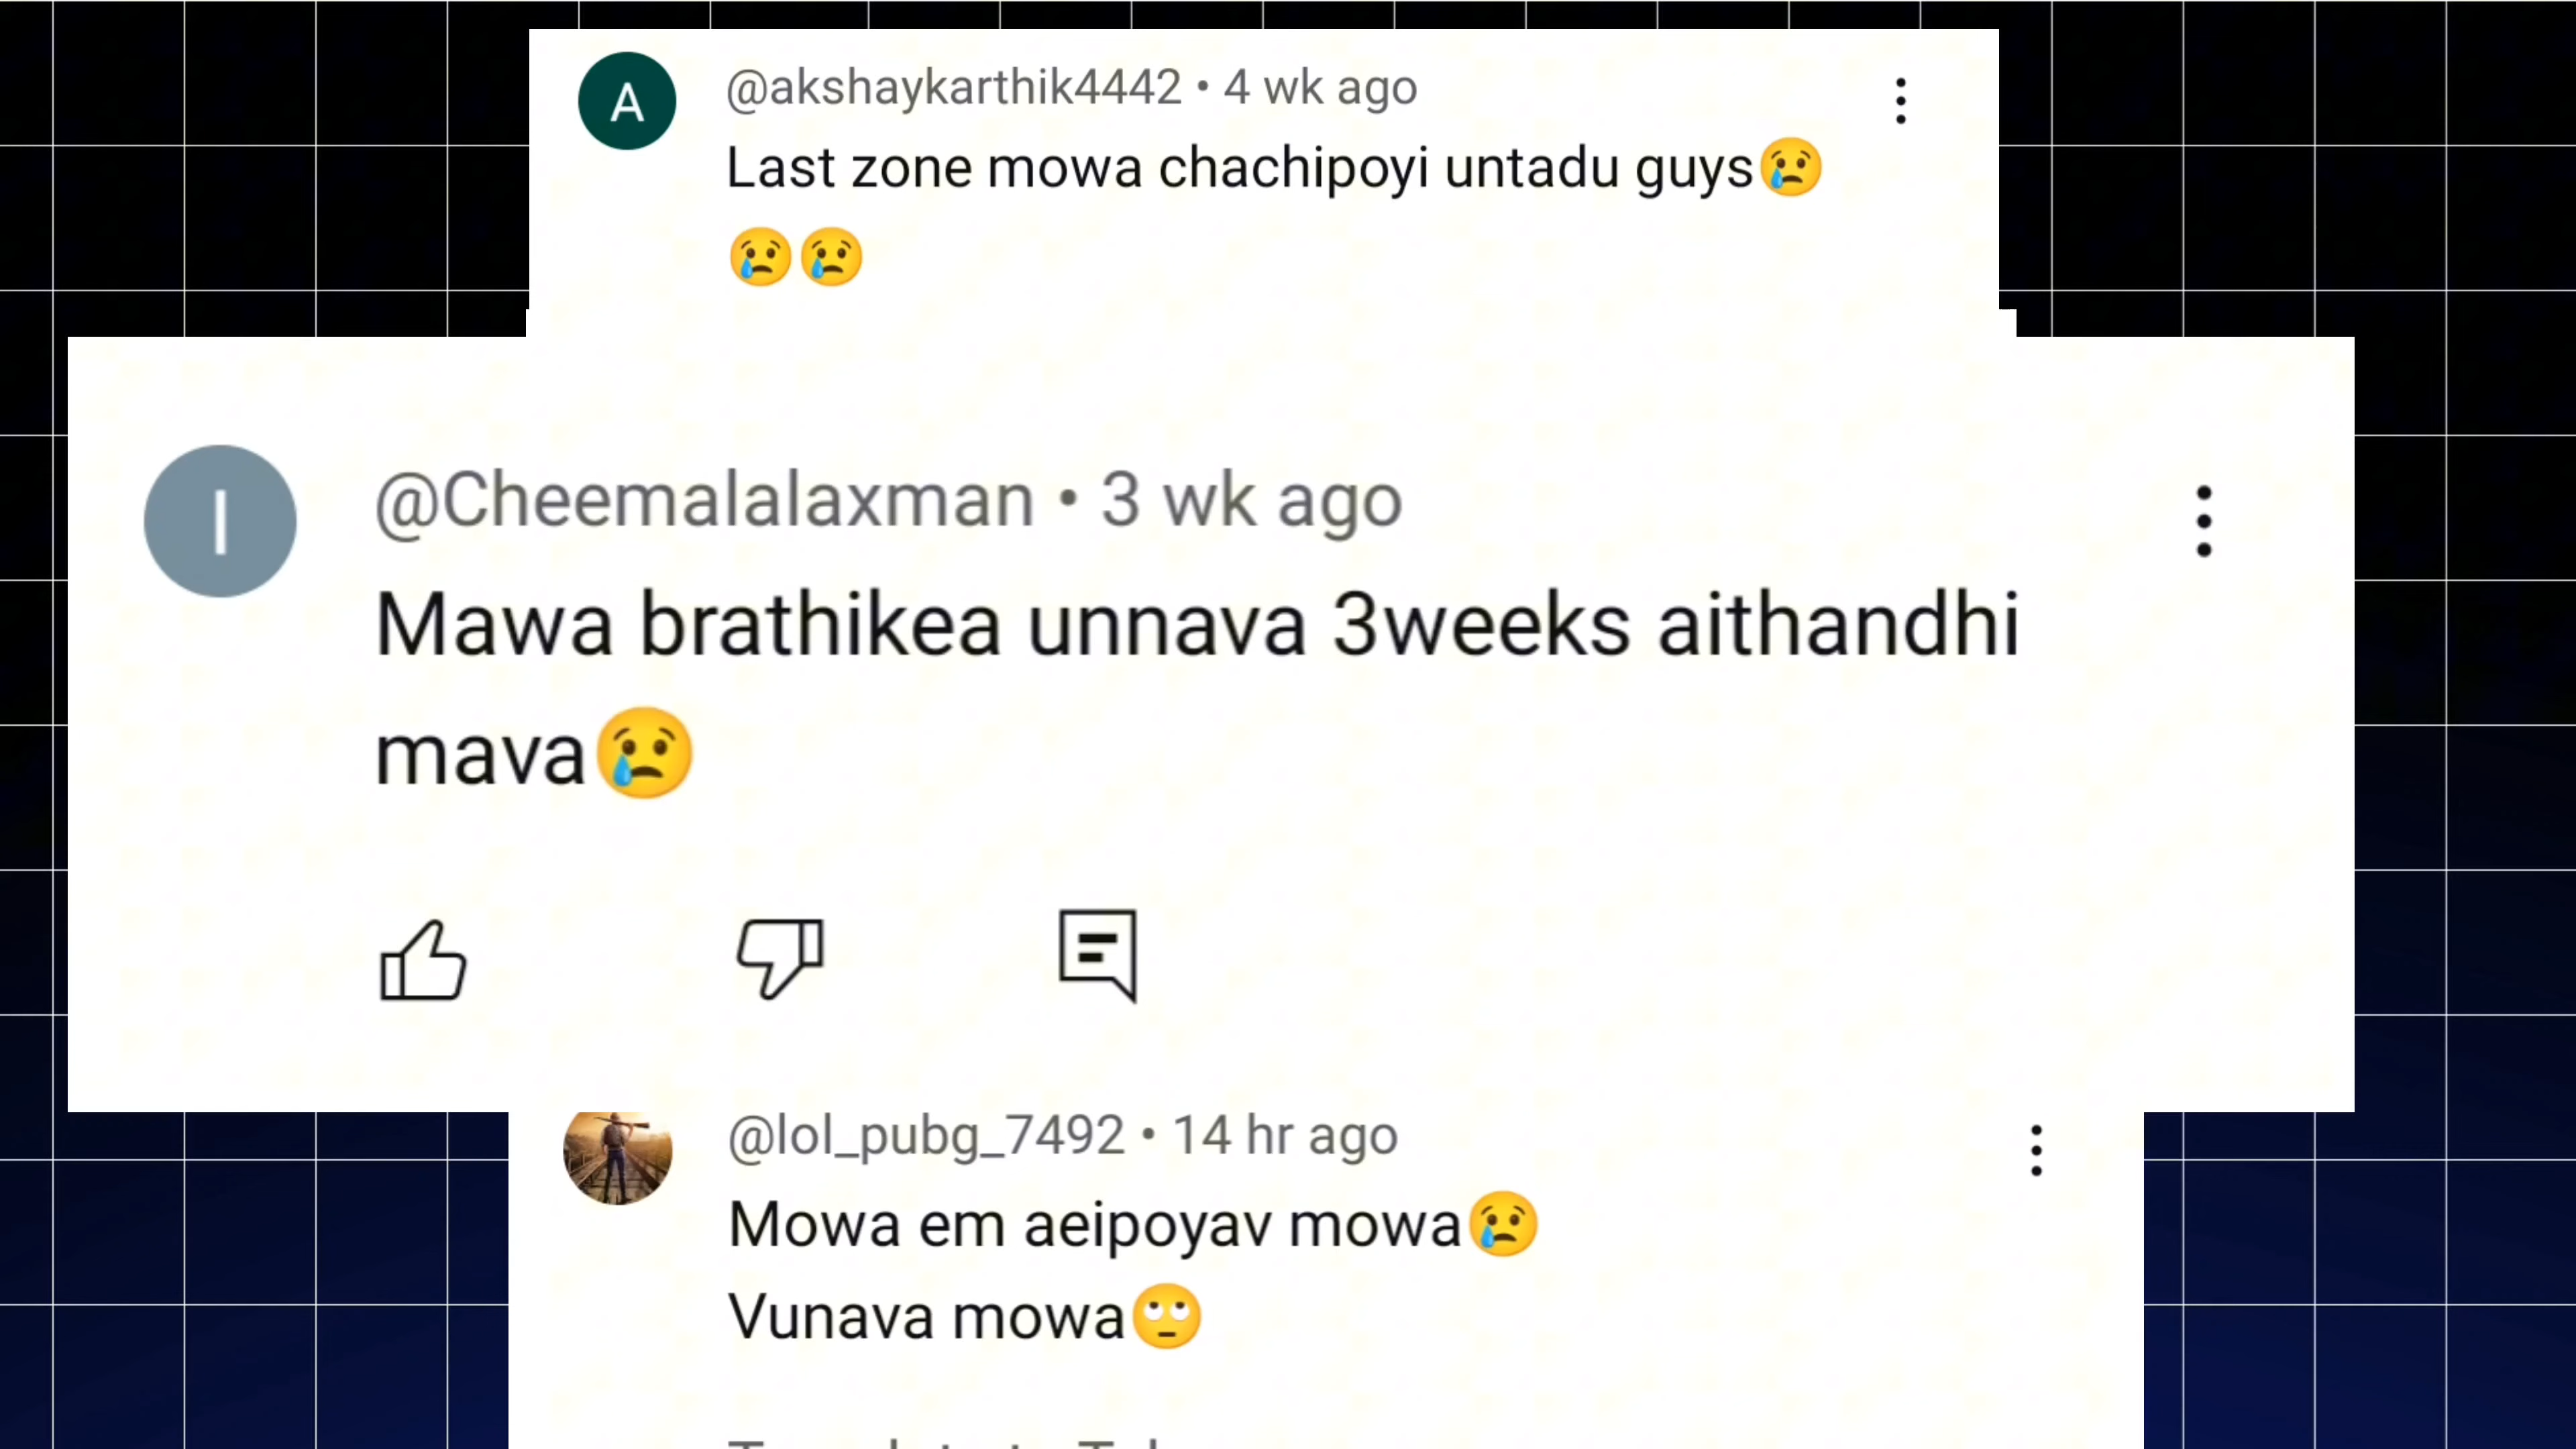 A
@akshaykarthik4442 • 4 wk ago
Last zone mowa chachipoyi untadu guys😢
😢😢
I
@Cheemalalaxman • 3 wk ago
Mawa brathikea unnava 3weeks aithandhi
mava😢
@lol_pubg_7492 • 14 hr ago
Mowa em aeipoyav mowa😢
Vunava mowa🙄